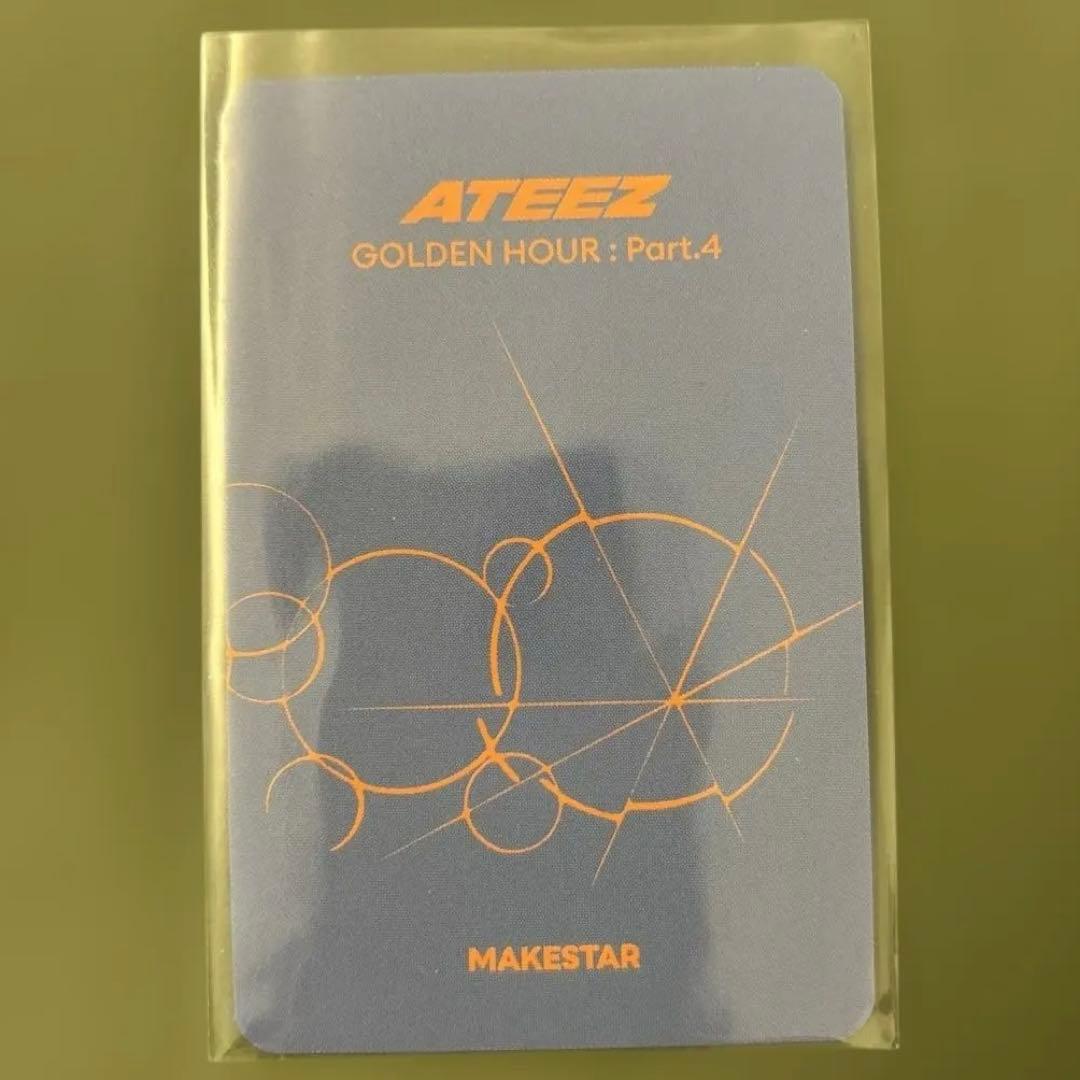 ATEEZ
GOLDEN HOUR : Part.4
MAKESTAR